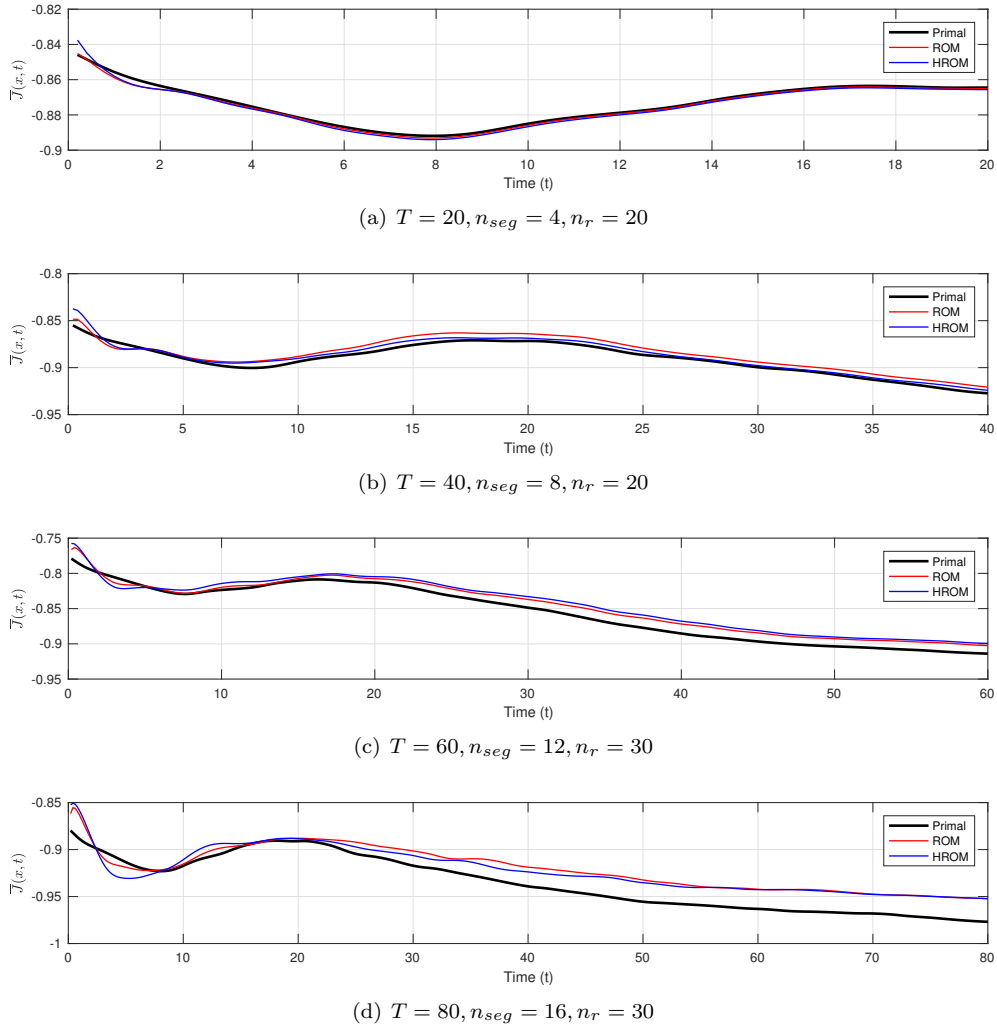 -0.82
-0.84
-0.86
-0.88
-0.9
J(x, t)
Primal
ROM
HROM
0 2 4 6 8 10 12 14 16 18 20
Time (t)
(a) T = 20, n_seg = 4, n_r = 20
-0.8
-0.85
-0.9
-0.95
J(x, t)
Primal
ROM
HROM
0 5 10 15 20 25 30 35 40
Time (t)
(b) T = 40, n_seg = 8, n_r = 20
-0.75
-0.8
-0.85
-0.9
-0.95
J(x, t)
Primal
ROM
HROM
0 10 20 30 40 50 60
Time (t)
(c) T = 60, n_seg = 12, n_r = 30
-0.85
-0.9
-0.95
-1
J(x, t)
Primal
ROM
HROM
0 10 20 30 40 50 60 70 80
Time (t)
(d) T = 80, n_seg = 16, n_r = 30